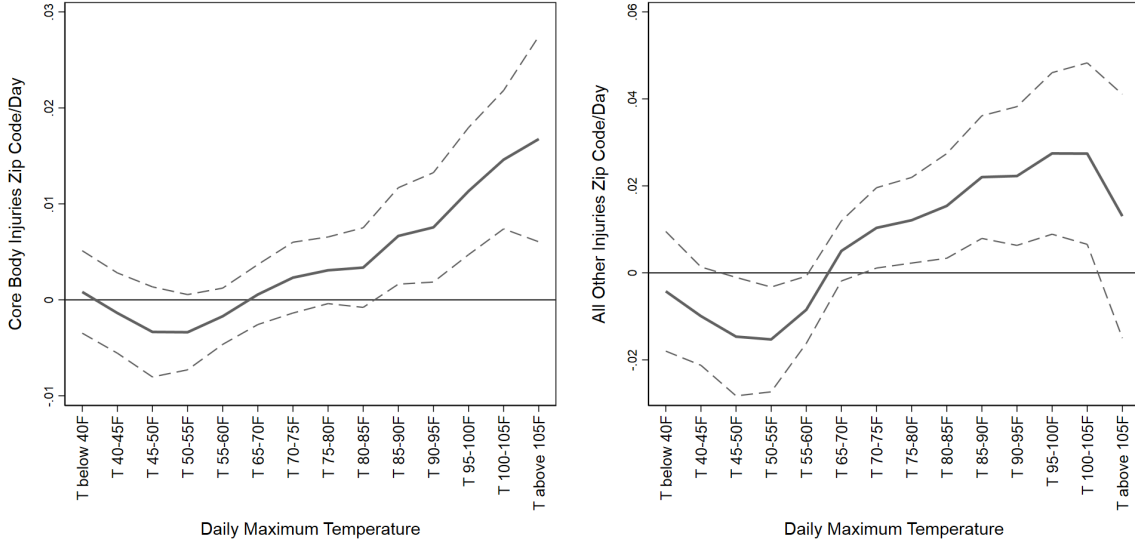 Core Body Injuries Zip Code/Day
.03
.02
.01
0
-.01
T below 40F
T 40-45F
T 45-50F
T 50-55F
T 55-60F
T 65-70F
T 70-75F
T 75-80F
T 80-85F
T 85-90F
T 90-95F
T 95-100F
T 100-105F
T above 105F
Daily Maximum Temperature
All Other Injuries Zip Code/Day
.06
.04
.02
0
-.02
T below 40F
T 40-45F
T 45-50F
T 50-55F
T 55-60F
T 65-70F
T 70-75F
T 75-80F
T 80-85F
T 85-90F
T 90-95F
T 95-100F
T 100-105F
T above 105F
Daily Maximum Temperature